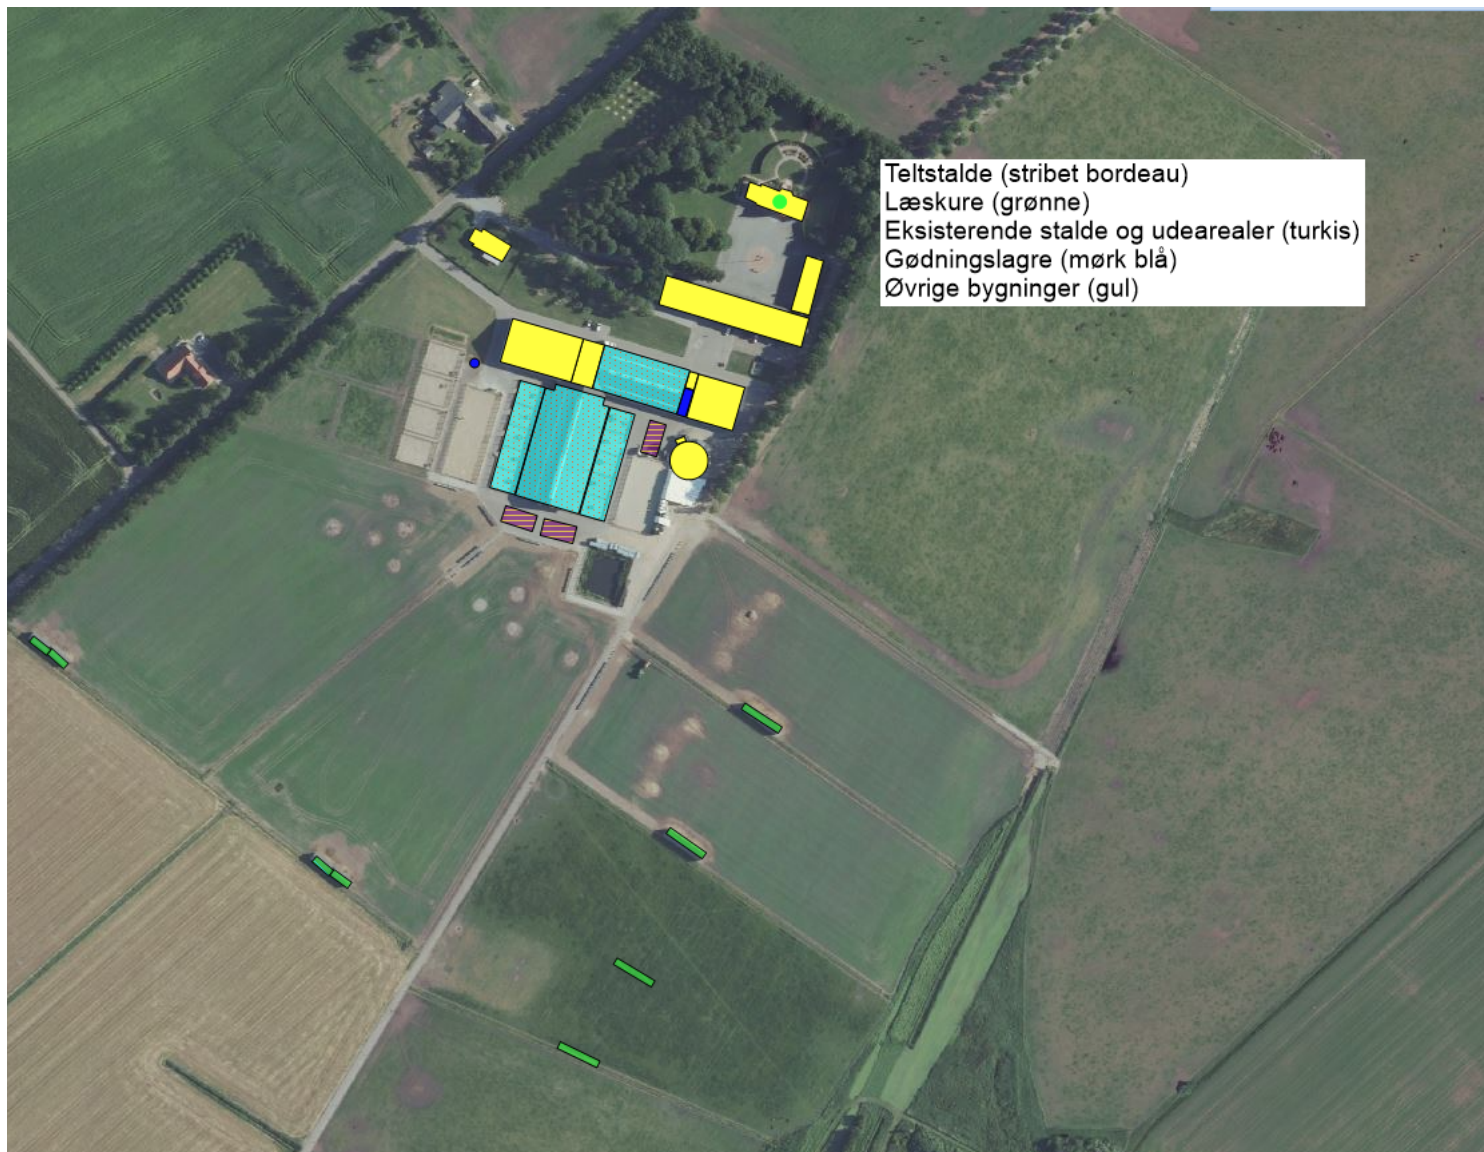 Teltstalde (stribet bordeau)
Læskure (grønne)
Eksisterende stalde og udearealer (turkis)
Gødningslagre (mørk blå)
Øvrige bygninger (gul)